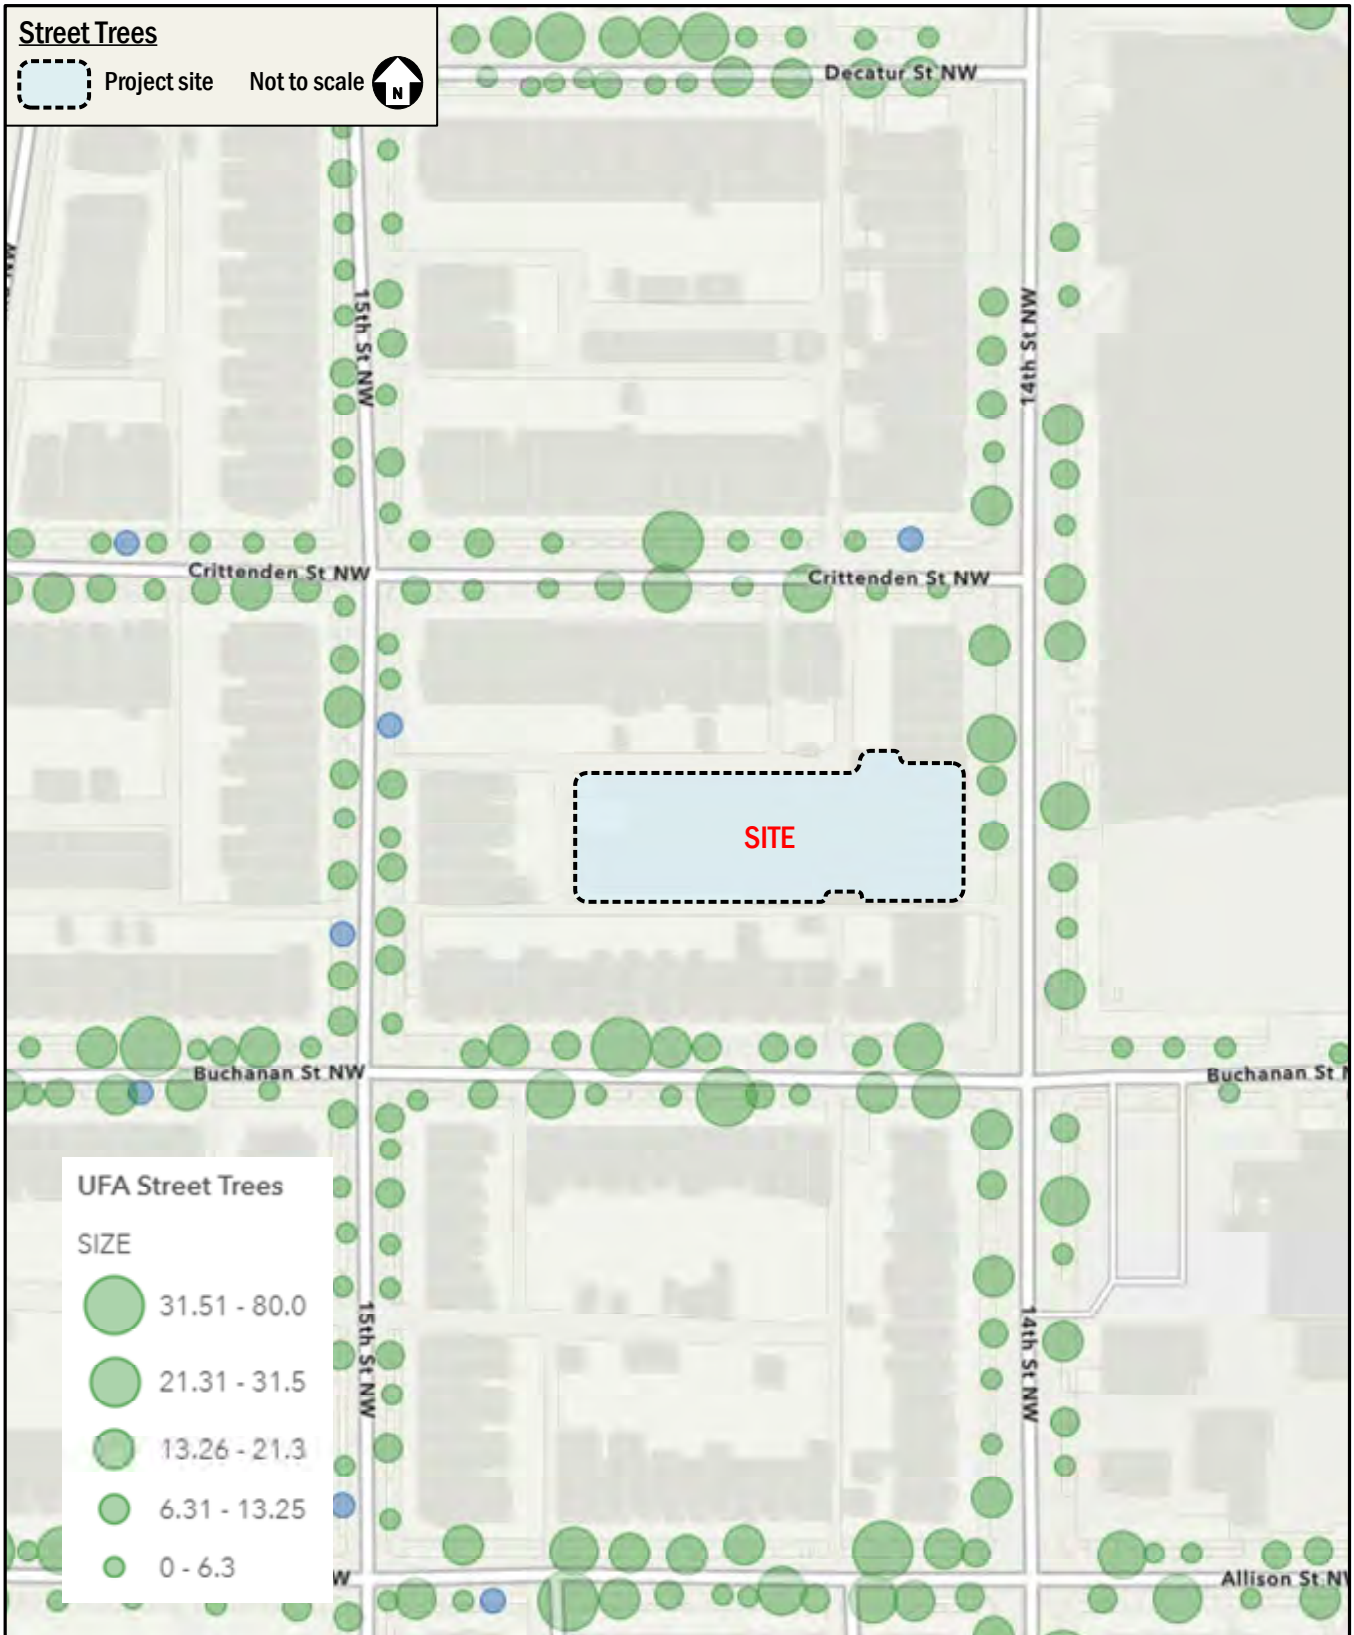 Street Trees
Project site Not to scale N
Decatur St NW
15th St NW
14th St NW
Crittenden St NW
Crittenden St NW
SITE
Buchanan St NW
Buchanan St N
UFA Street Trees
SIZE
31.51 - 80.0
21.31 - 31.5
13.26 - 21.3
6.31 - 13.25
0 - 6.3
15th St NW
14th St NW
W
Allison St NW